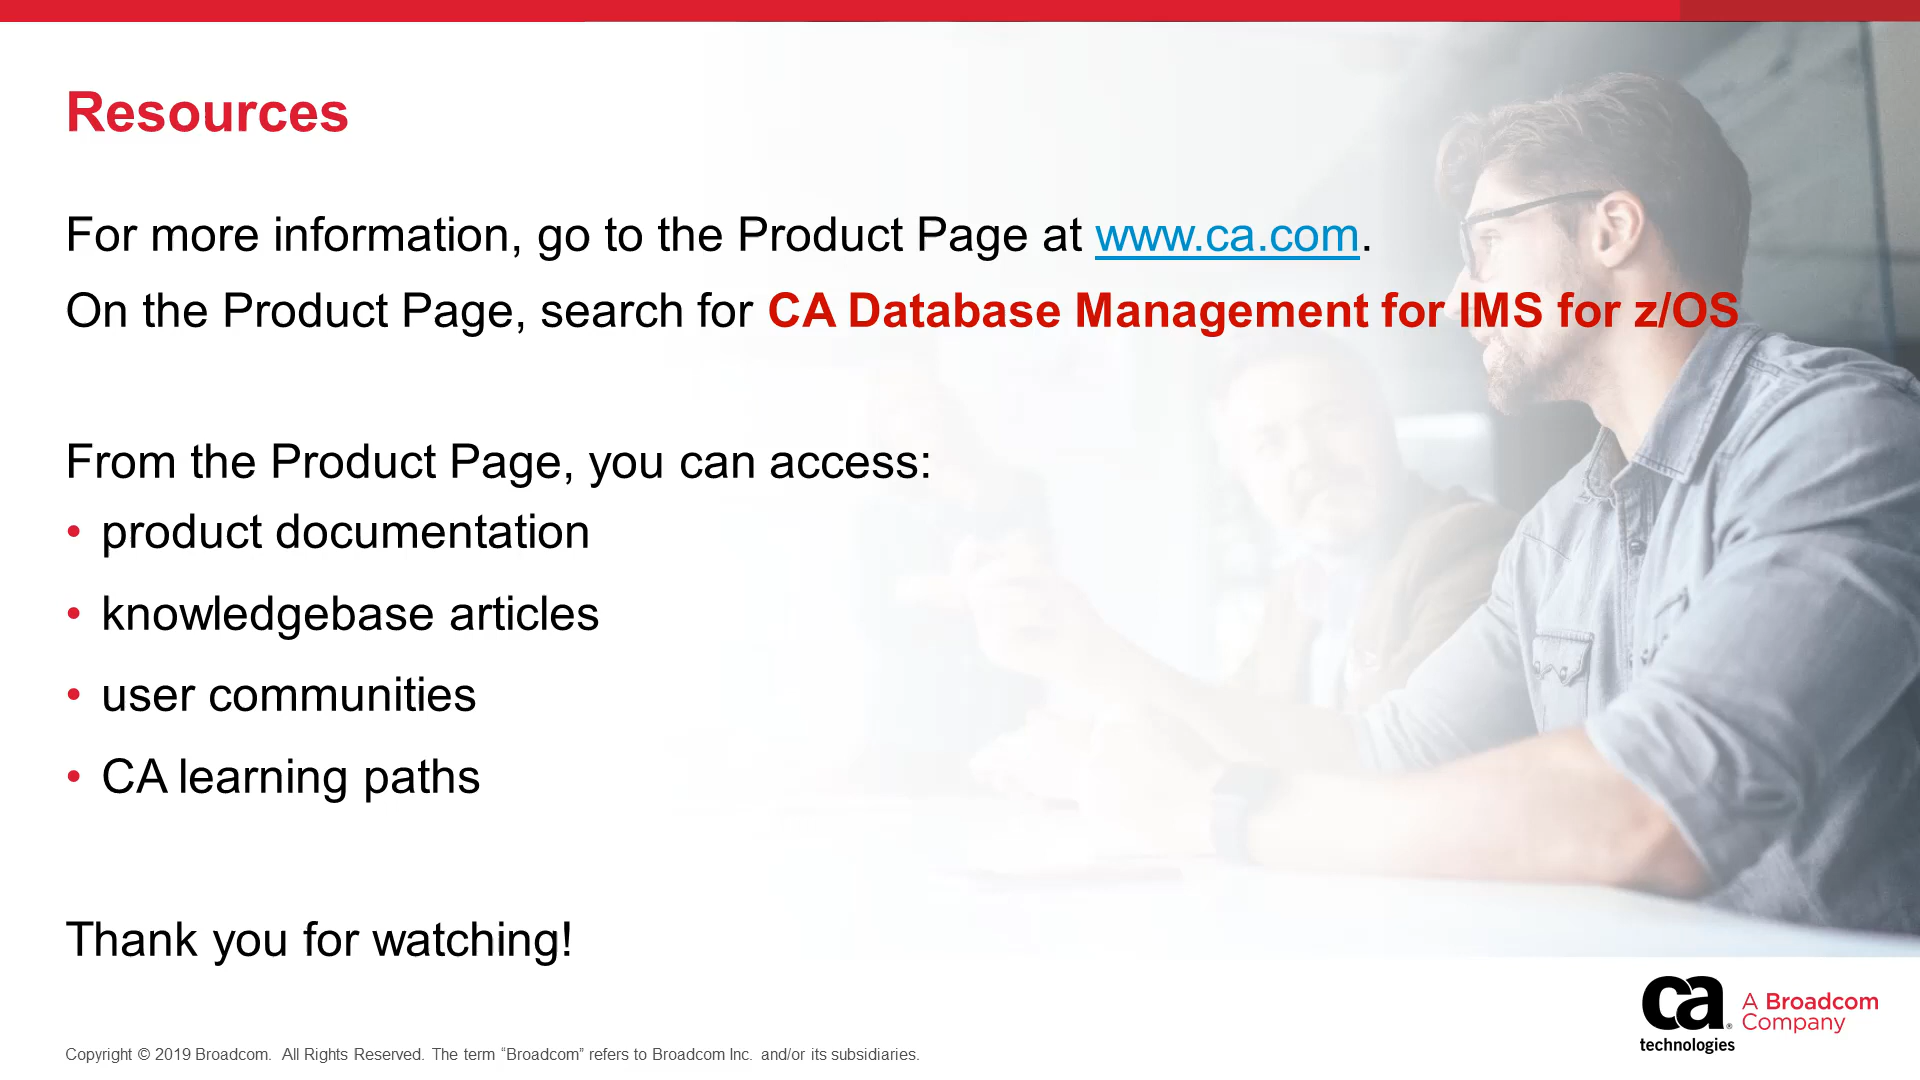 Resources
For more information, go to the Product Page at www.ca.com.
On the Product Page, search for CA Database Management for IMS for z/OS
From the Product Page, you can access:
• product documentation
• knowledgebase articles
• user communities
• CA learning paths
Thank you for watching!
ca®
technologies
A Broadcom
Company
Copyright © 2019 Broadcom. All Rights Reserved. The term “Broadcom” refers to Broadcom Inc. and/or its subsidiaries.